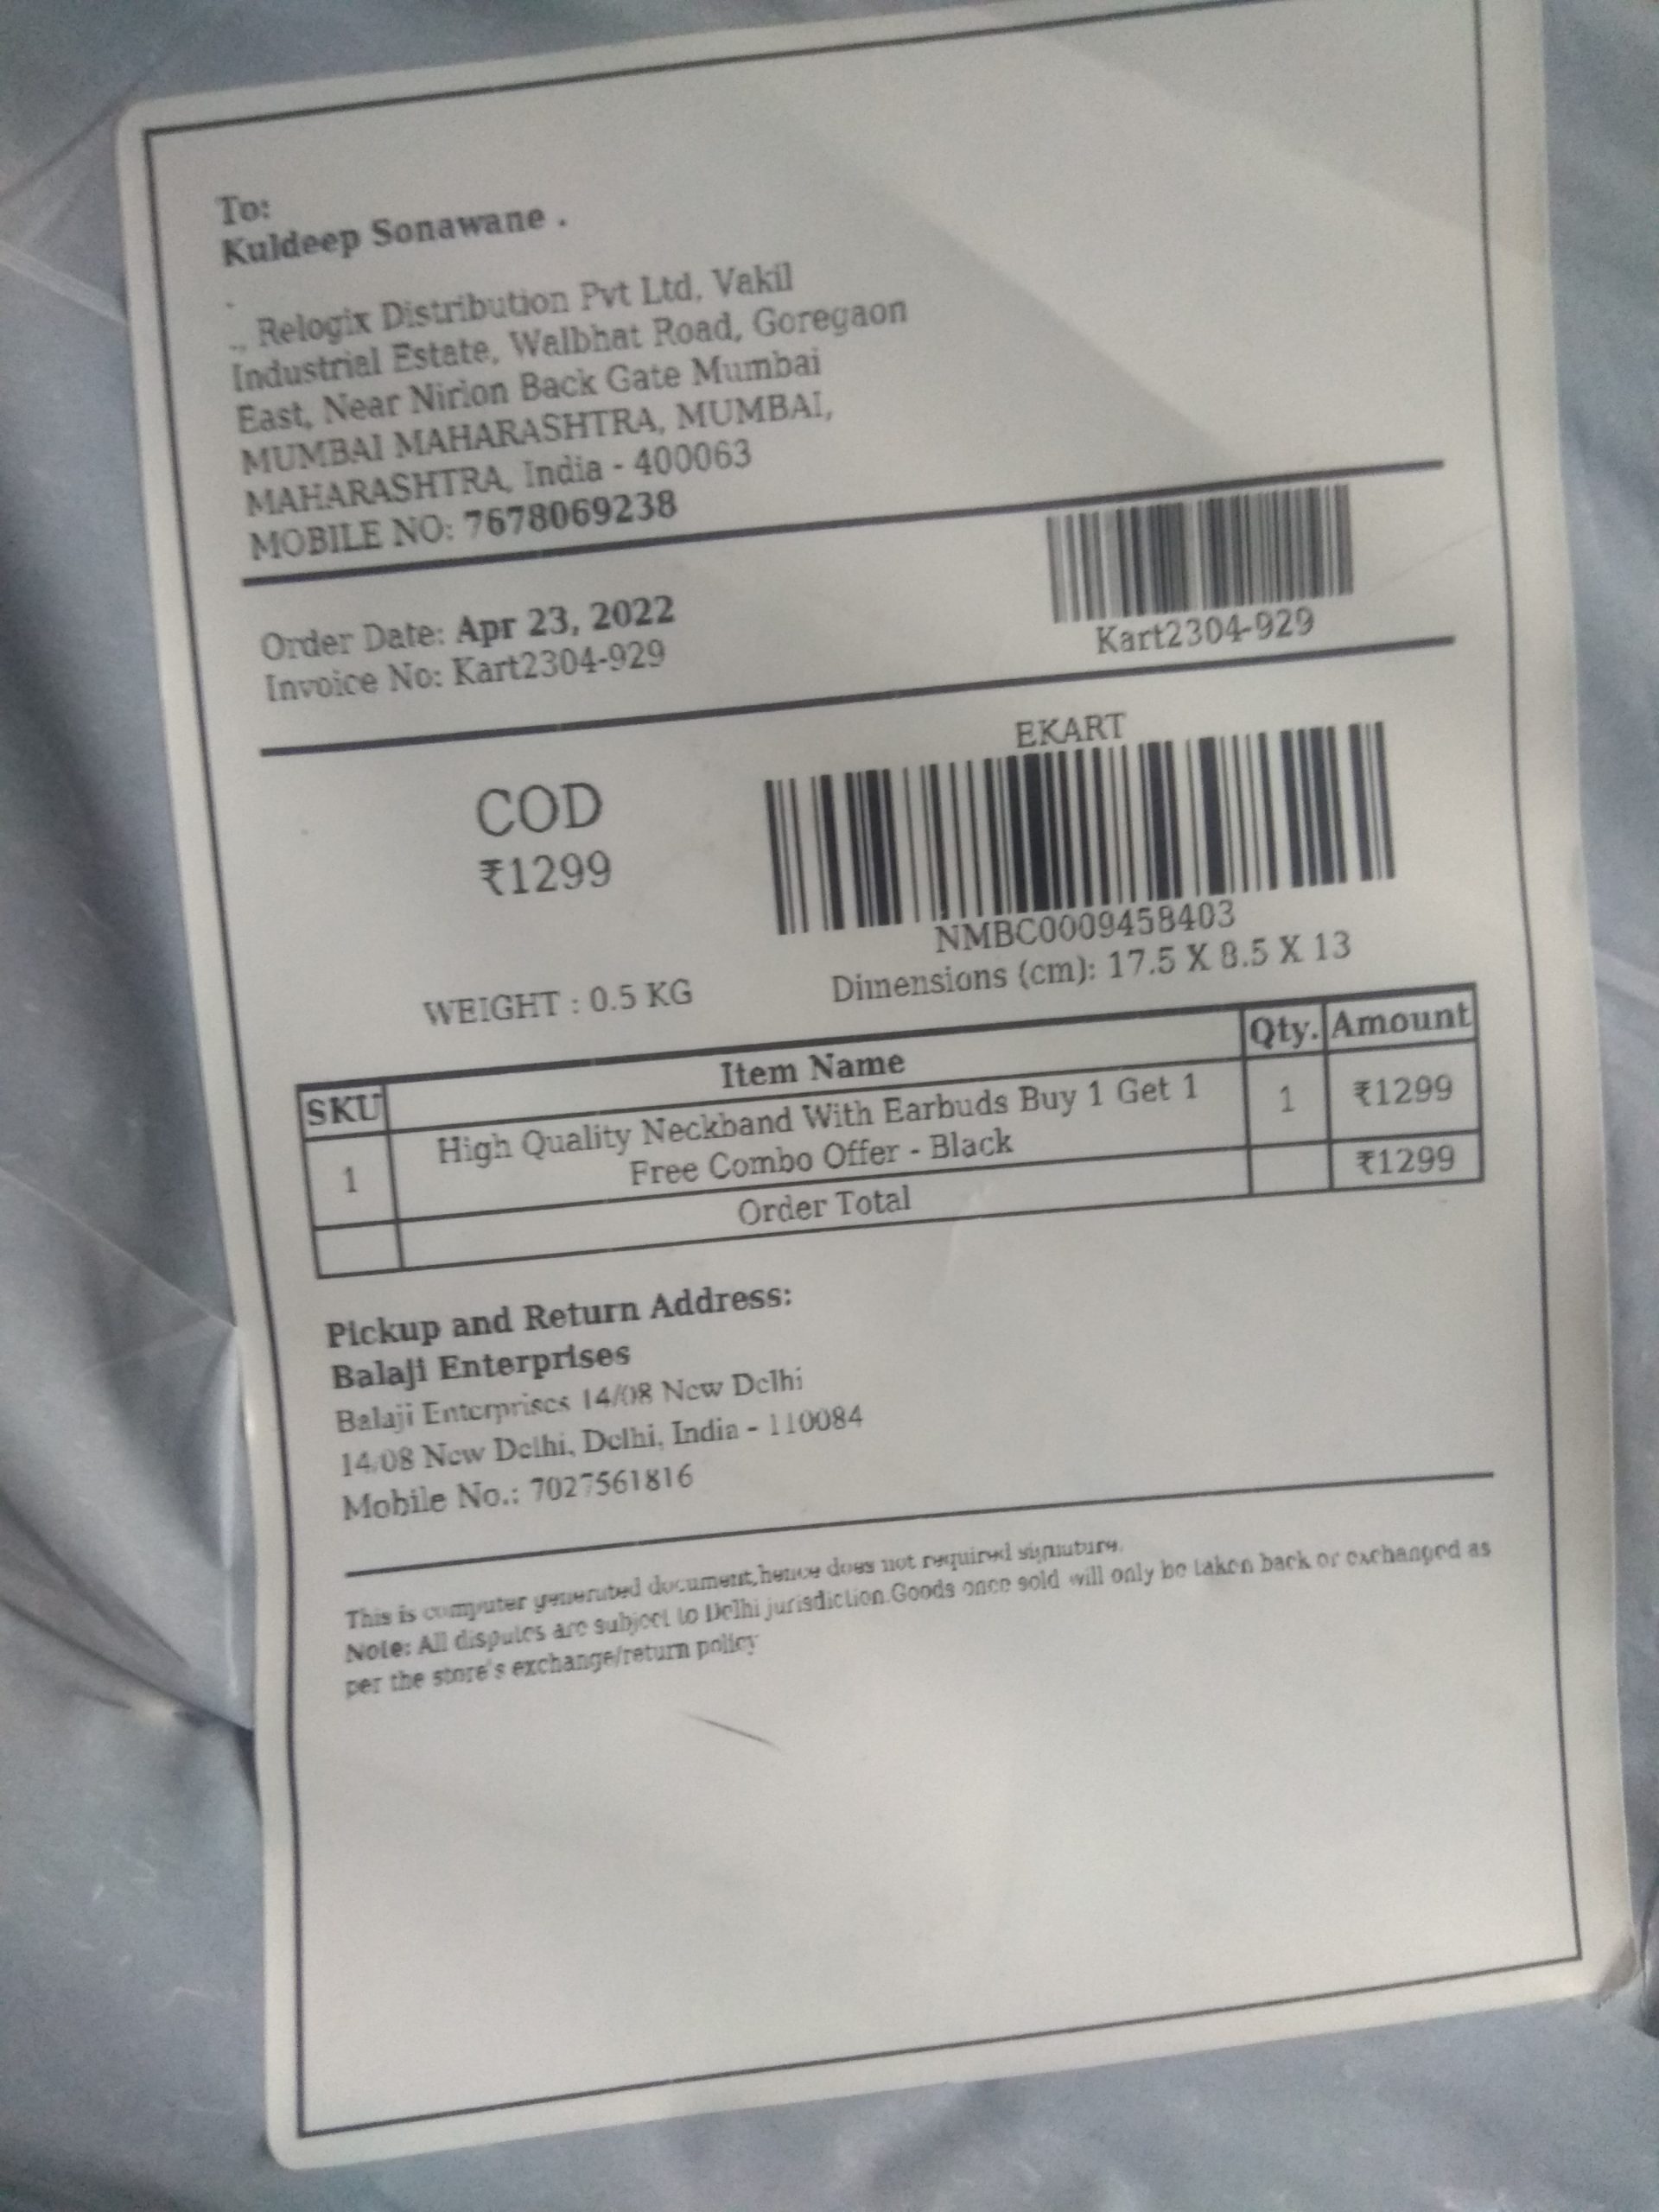 To:
Kuldeep Sonawane .
.
., Relogix Distribution Pvt Ltd, Vakil
Industrial Estate, Walbhat Road, Goregaon
East, Near Nirlon Back Gate Mumbai
MUMBAI MAHARASHTRA, MUMBAI,
MAHARASHTRA, India - 400063
MOBILE NO: 7678069238
Order Date: Apr 23, 2022
Invoice No: Kart2304-929
Kart2304-929
EKART
COD
₹1299
NMBC0009458403
WEIGHT : 0.5 KG
Dimensions (cm): 17.5 X 8.5 X 13
SKU Item Name Qty. Amount
1 High Quality Neckband With Earbuds Buy 1 Get 1 1 ₹1299
Free Combo Offer - Black
Order Total ₹1299
Pickup and Return Address:
Balaji Enterprises
Balaji Enterprises 14/08 New Delhi
14/08 New Delhi, Delhi, India - 110084
Mobile No.: 7027561816
This is computer generated document,hence does not required signature.
Note: All disputes are subject to Delhi jurisdiction.Goods once sold will only be taken back or exchanged as
per the store's exchange/return policy